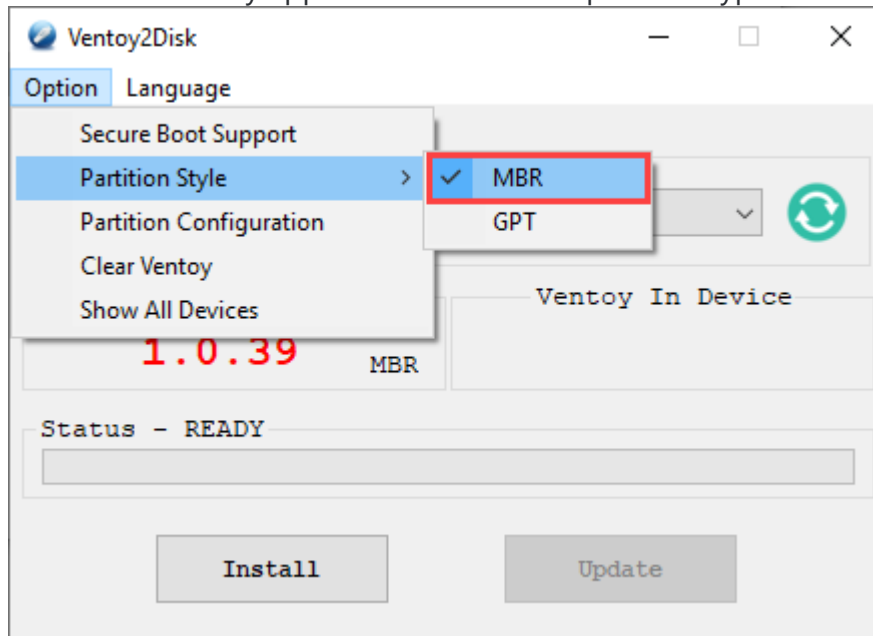 Ventoy2Disk
Option Language
Secure Boot Support
Partition Style
MBR
Partition Configuration
GPT
Clear Ventoy
Show All Devices
Ventoy In Device
1.0.39
MBR
Status - READY
Install
Update